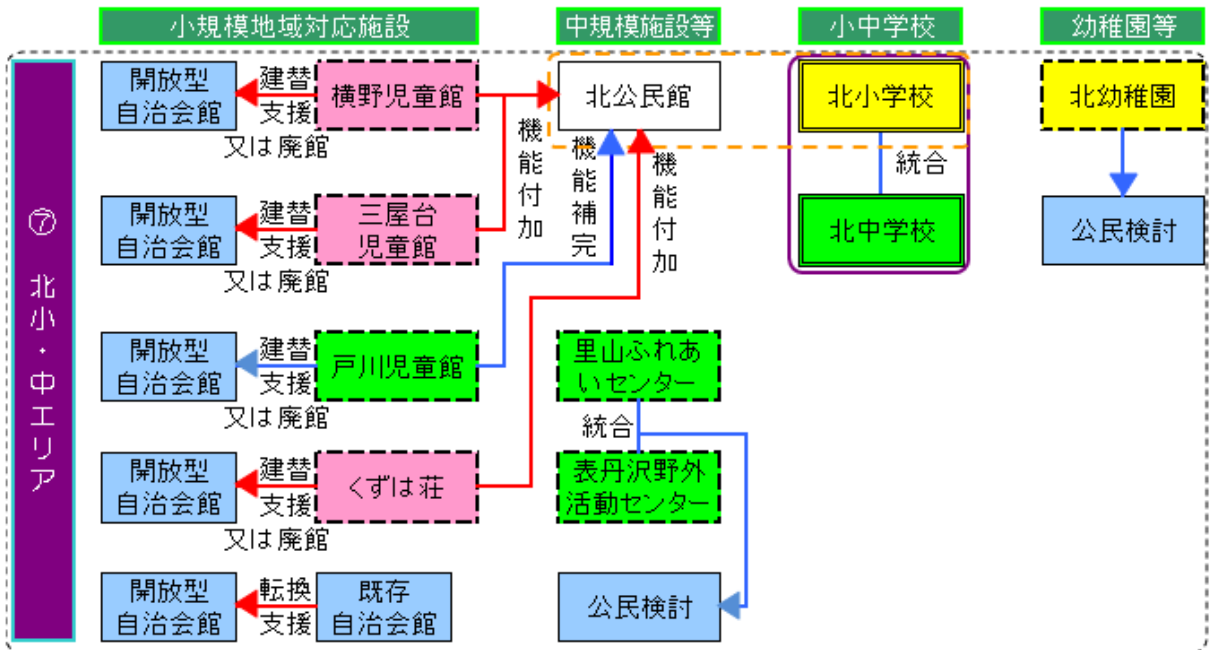 小規模地域対応施設
中規模施設等
小中学校
幼稚園等
⑦ 北小・中エリア
開放型
自治会館
建替
支援
又は廃館
横野児童館
機能付加
北公民館
北小学校
北幼稚園
機能補完
機能付加
統合
開放型
自治会館
建替
支援
又は廃館
三屋台
児童館
北中学校
公民検討
開放型
自治会館
建替
支援
又は廃館
戸川児童館
里山ふれあ
いセンター
統合
開放型
自治会館
建替
支援
又は廃館
くずは荘
表丹沢野外
活動センター
開放型
自治会館
転換
支援
既存
自治会館
公民検討